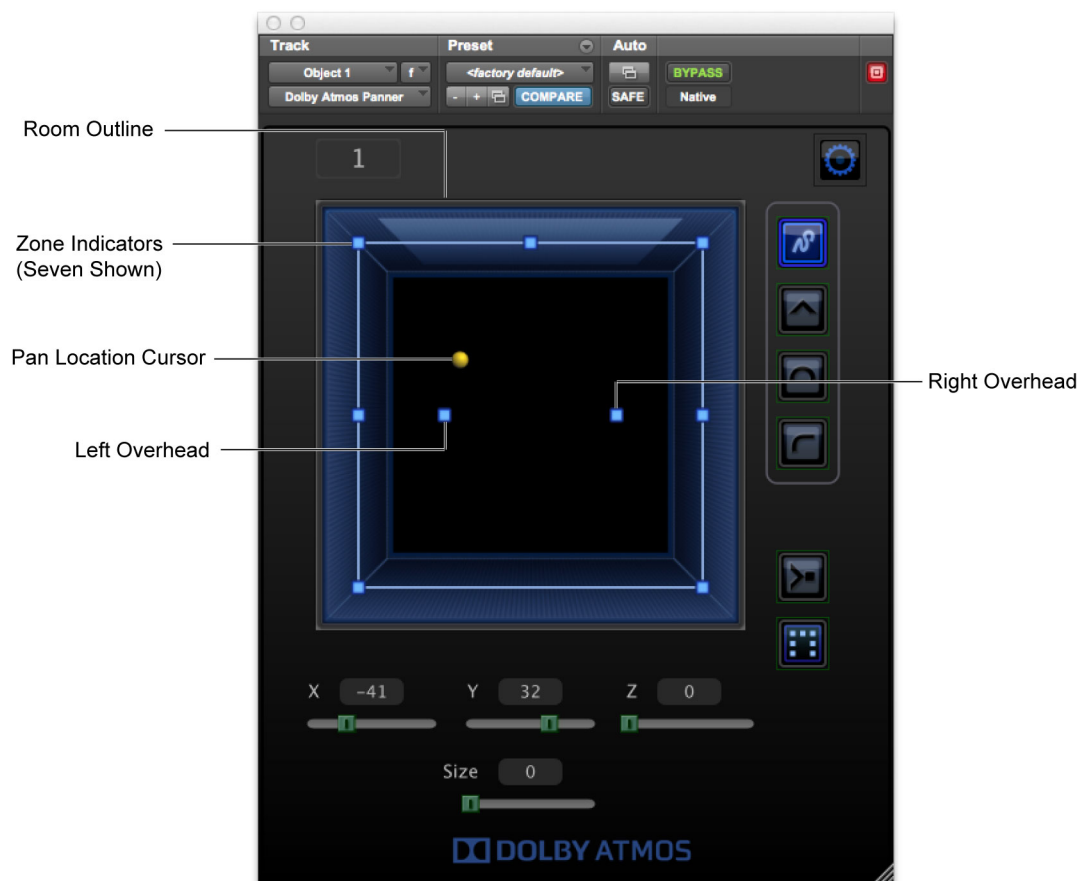 Track
Preset
Auto
Object 1
f
<factory default>
BYPASS
Dolby Atmos Panner
- +
COMPARE
SAFE
Native
Room Outline
1
Zone Indicators
(Seven Shown)
Pan Location Cursor
Right Overhead
Left Overhead
X -41
Y 32
Z 0
Size 0
DOLBY ATMOS